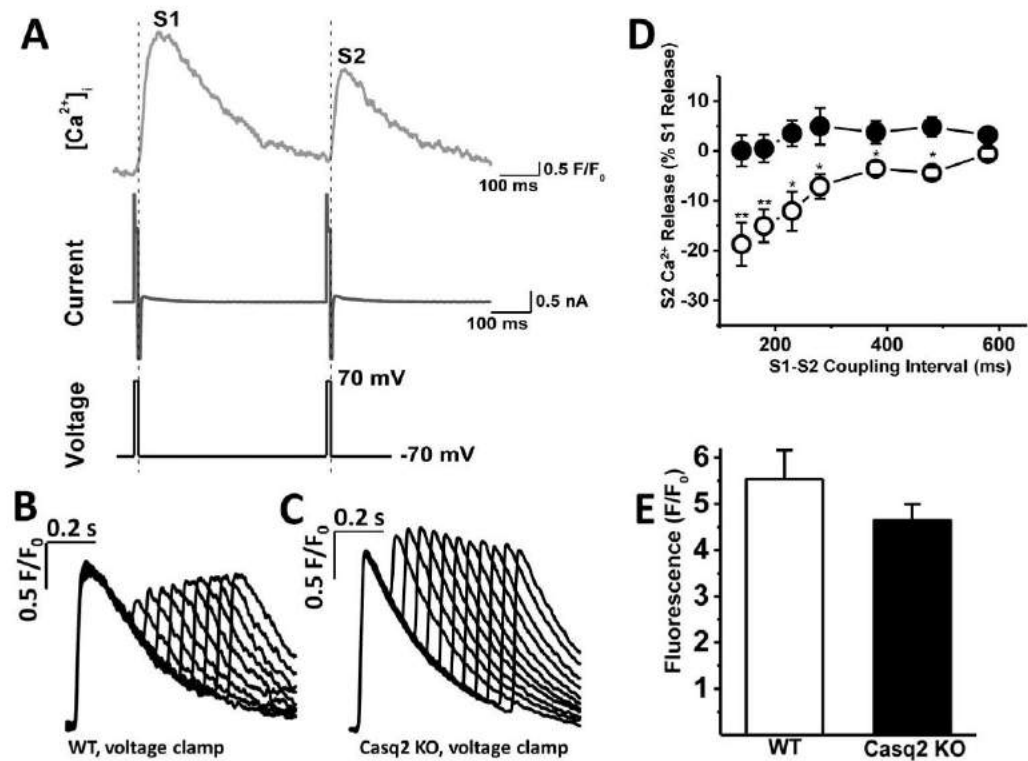 A
S1
S2
[Ca²⁺]ᵢ
0.5 F/F₀
100 ms
Current
0.5 nA
100 ms
Voltage
70 mV
-70 mV
B
0.2 s
0.5 F/F₀
WT, voltage clamp
C
0.2 s
0.5 F/F₀
Casq2 KO, voltage clamp
D
S2 Ca²⁺ Release (% S1 Release)
10
0
-10
-20
-30
** ** * * * *
200 400 600
S1-S2 Coupling Interval (ms)
E
Fluorescence (F/F₀)
6
5
4
3
2
1
WT Casq2 KO